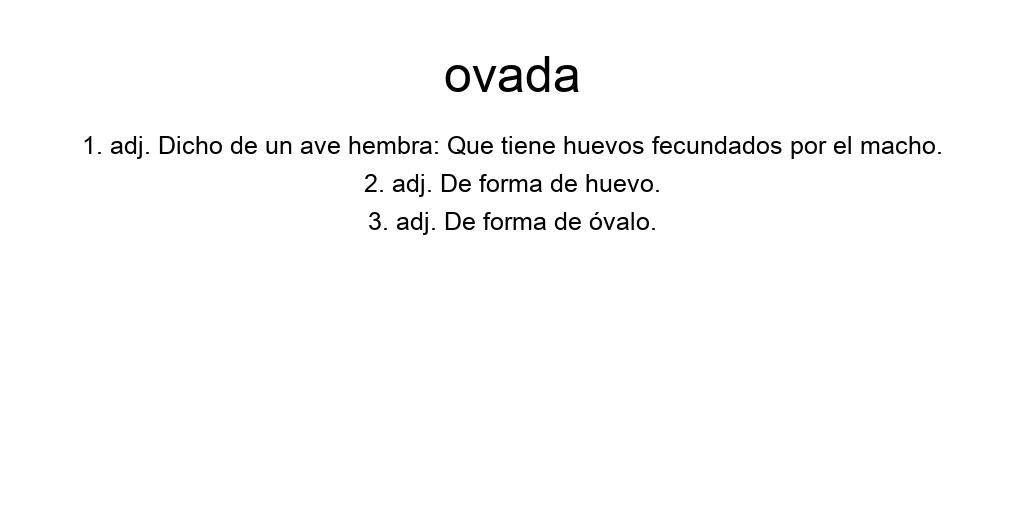 ovada
1. adj. Dicho de un ave hembra: Que tiene huevos fecundados por el macho.
2. adj. De forma de huevo.
3. adj. De forma de óvalo.